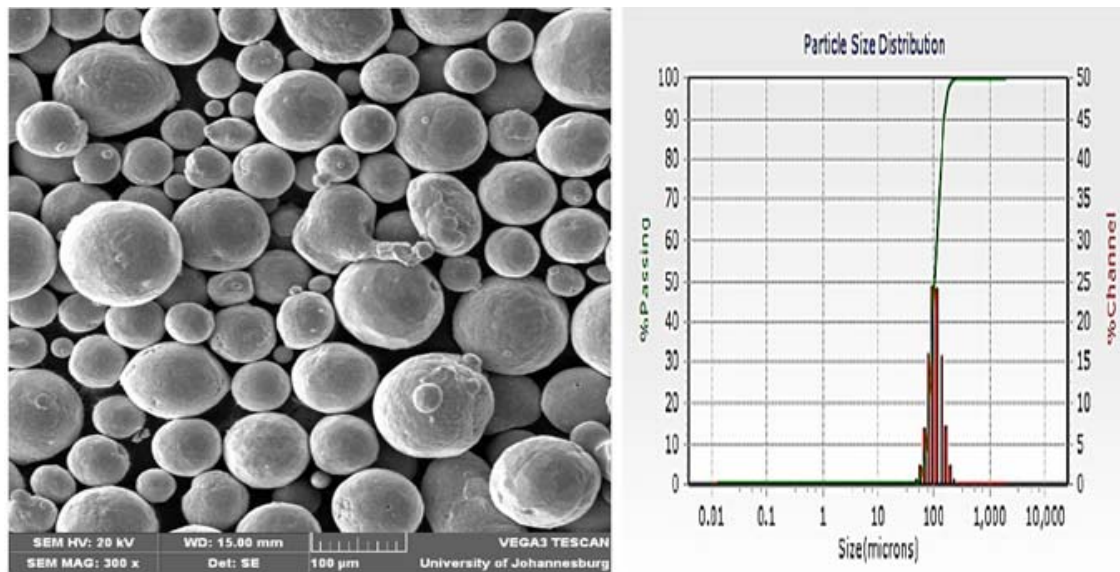 SEM HV: 20 kV
WD: 15.00 mm
VEGA3 TESCAN
SEM MAG: 300 x
Det: SE
100 µm
University of Johannesburg
Particle Size Distribution
%Passing
100
90
80
70
60
50
40
30
20
10
0
50
45
40
35
30
25
20
15
10
5
0
%Channel
0.01 0.1 1 10 100 1,000 10,000
Size(microns)